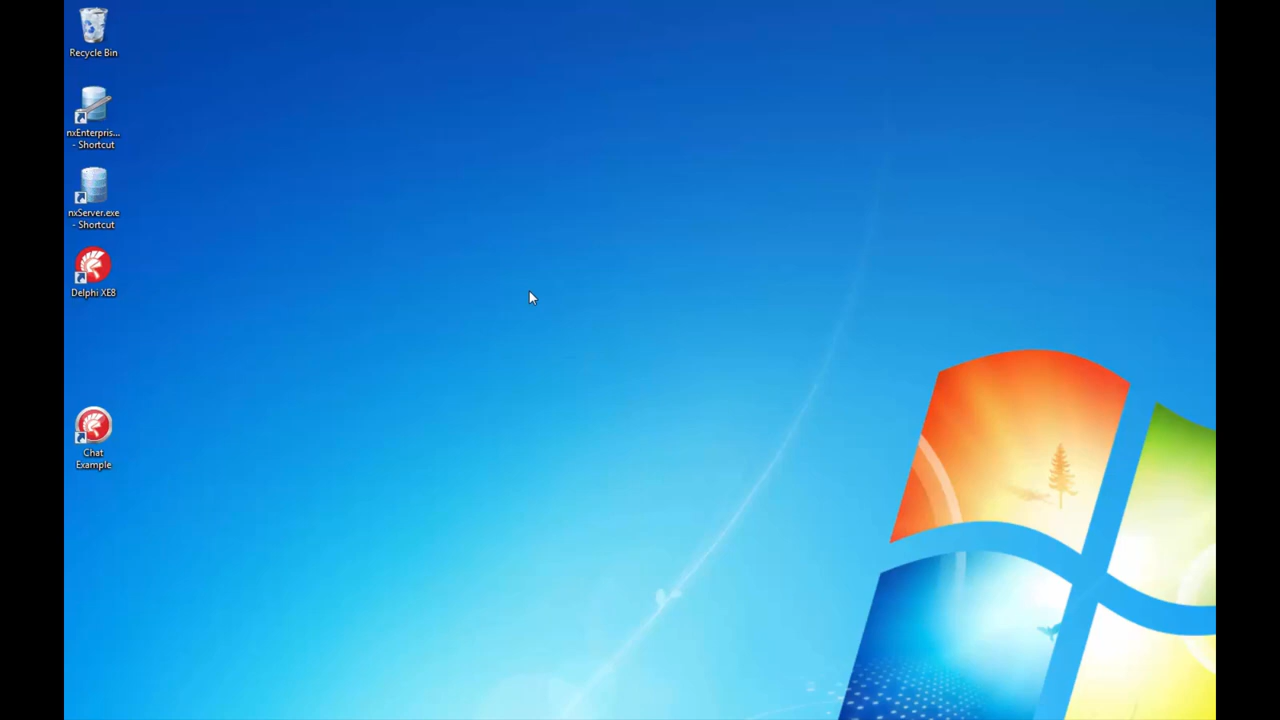 Recycle Bin
nxEnterpris...
- Shortcut
nxServer.exe
- Shortcut
Delphi XE8
Chat
Example